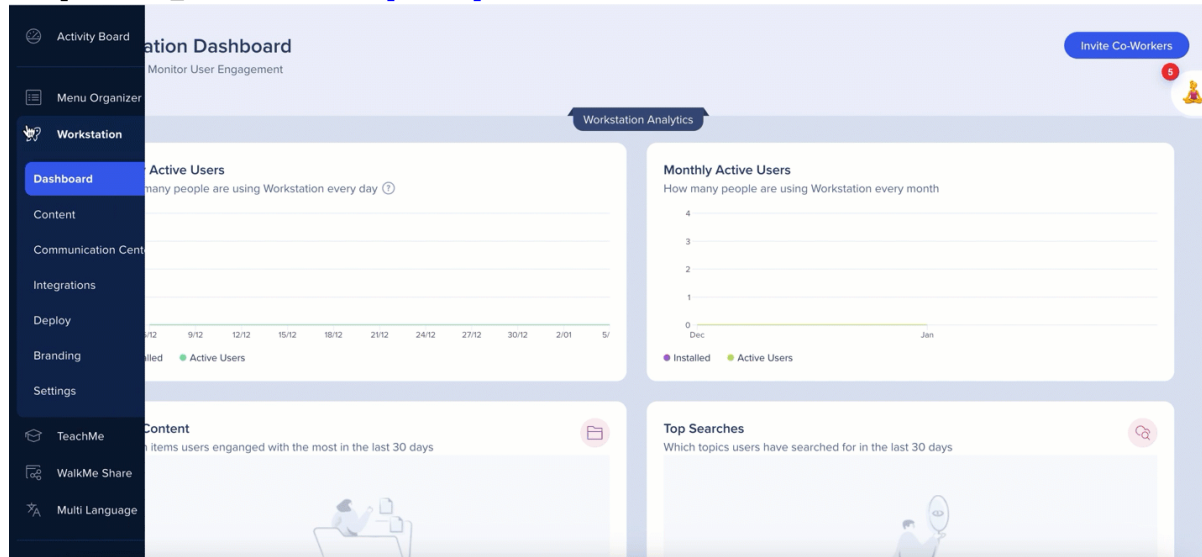 Activity Board
Menu Organizer
Workstation
Dashboard
Content
Communication Cent
Integrations
Deploy
Branding
Settings
TeachMe
WalkMe Share
Multi Language
ation Dashboard
Monitor User Engagement
Invite Co-Workers
5
Workstation Analytics
Active Users
many people are using Workstation every day ?
9/12 12/12 15/12 18/12 21/12 24/12 27/12 30/12 2/01 5/
Active Users
Monthly Active Users
How many people are using Workstation every month
4
3
2
1
0
Dec Jan
Installed Active Users
Content
items users enganged with the most in the last 30 days
Top Searches
Which topics users have searched for in the last 30 days